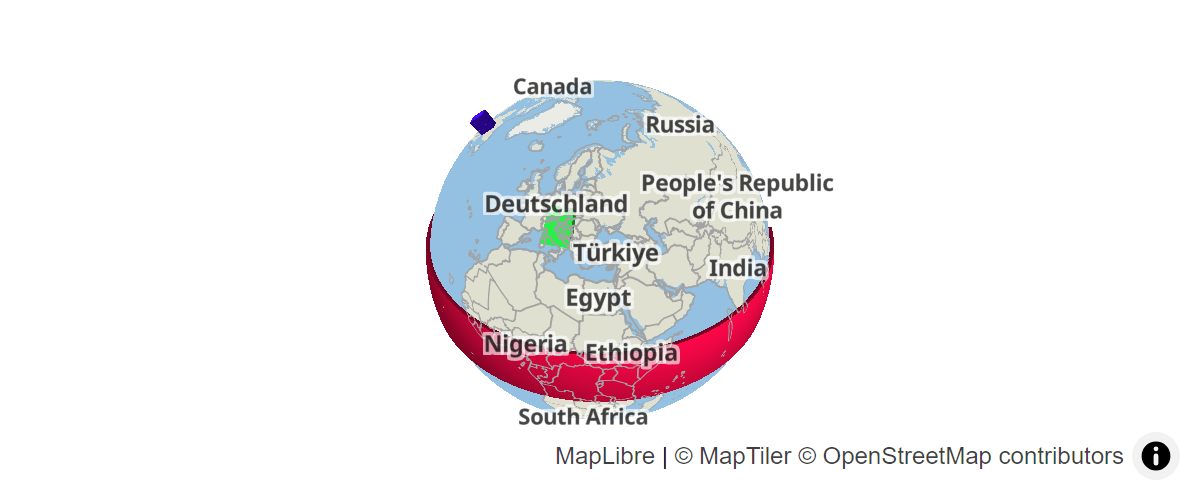 Canada
Russia
People's Republic
of China
Deutschland
Türkiye
India
Egypt
Nigeria
Ethiopia
South Africa
MapLibre | © MapTiler © OpenStreetMap contributors